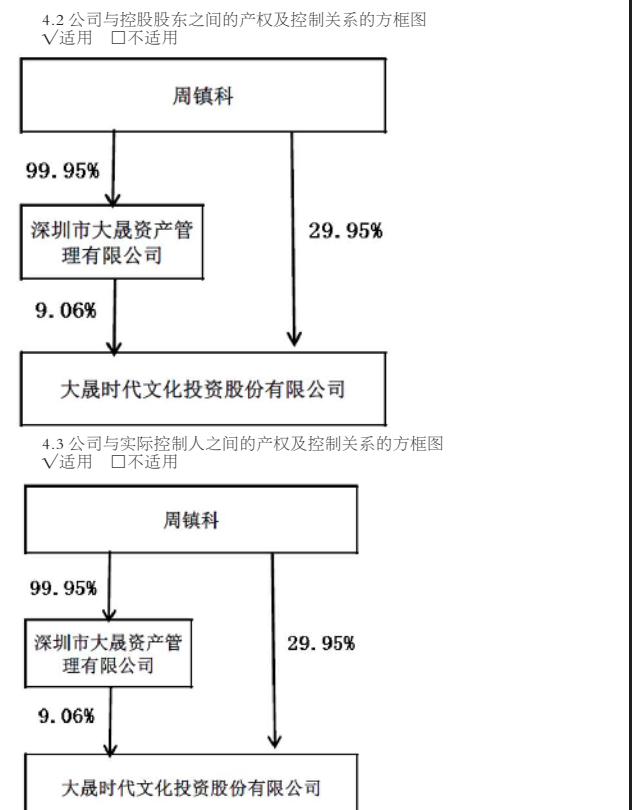 4.2 公司与控股股东之间的产权及控制关系的方框图
√适用 □不适用
周镇科
99.95%
深圳市大晟资产管
理有限公司
29.95%
9.06%
大晟时代文化投资股份有限公司
4.3 公司与实际控制人之间的产权及控制关系的方框图
√适用 □不适用
周镇科
99.95%
深圳市大晟资产管
理有限公司
29.95%
9.06%
大晟时代文化投资股份有限公司